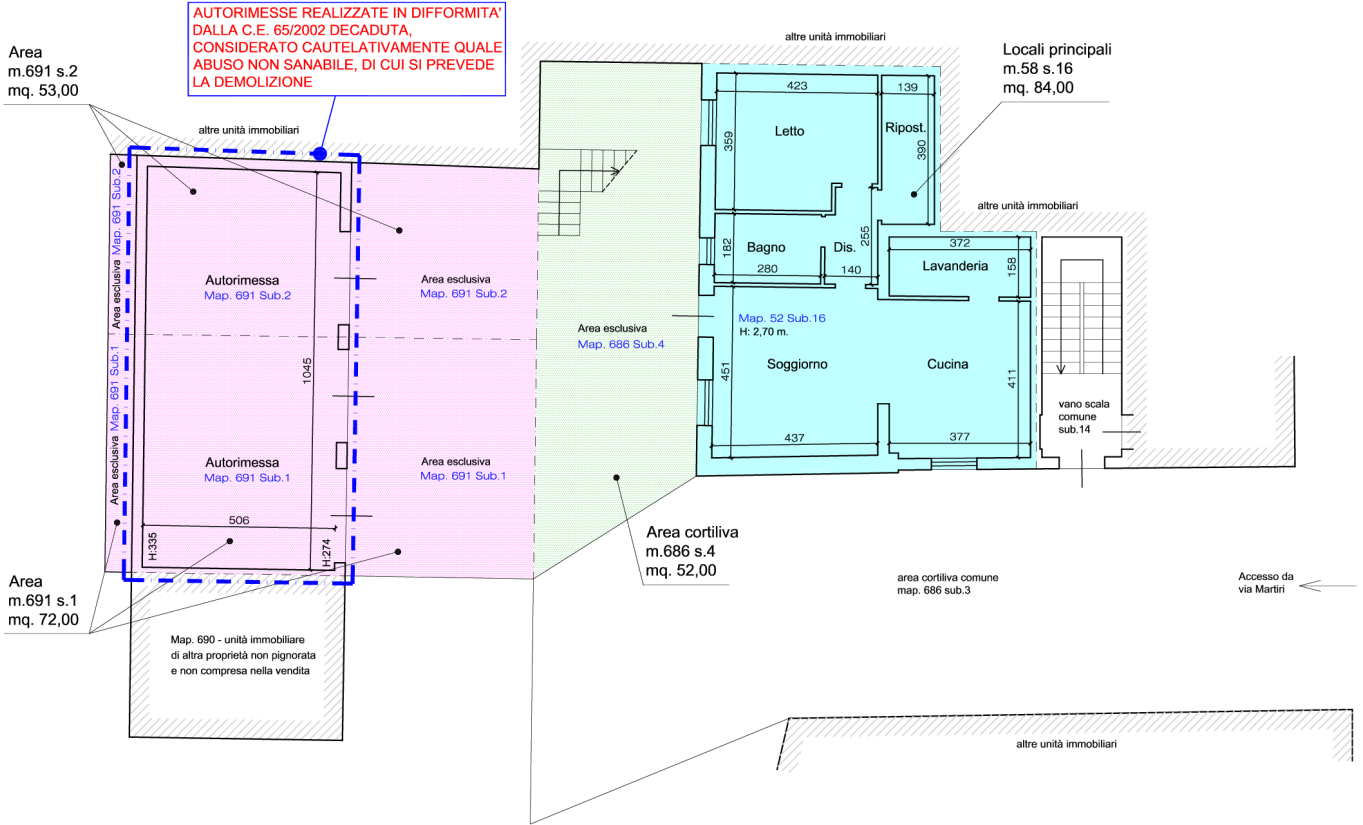 AUTORIMESSE REALIZZATE IN DIFFORMITA'
DALLA C.E. 65/2002 DECADUTA,
CONSIDERATO CAUTELATIVAMENTE QUALE
ABUSO NON SANABILE, DI CUI SI PREVEDE
LA DEMOLIZIONE
Area
m.691 s.2
mq. 53,00
altre unità immobiliari
altre unità immobiliari
Locali principali
m.58 s.16
mq. 84,00
altre unità immobiliari
423
139
359
390
Letto
Ripost.
182
255
Bagno
Dis.
280
140
372
158
Lavanderia
Map. 52 Sub.16
H: 2,70 m.
Soggiorno
Cucina
451
411
437
377
vano scala
comune
sub.14
Area esclusiva Map. 691 Sub.2
Area esclusiva Map. 691 Sub.1
Autorimessa
Map. 691 Sub.2
Area esclusiva
Map. 691 Sub.2
Area esclusiva
Map. 686 Sub.4
1045
Autorimessa
Map. 691 Sub.1
Area esclusiva
Map. 691 Sub.1
506
H:335
H:274
Area cortiliva
m.686 s.4
mq. 52,00
Area
m.691 s.1
mq. 72,00
area cortiliva comune
map. 686 sub.3
Accesso da
via Martiri
Map. 690 - unità immobiliare
di altra proprietà non pignorata
e non compresa nella vendita
altre unità immobiliari